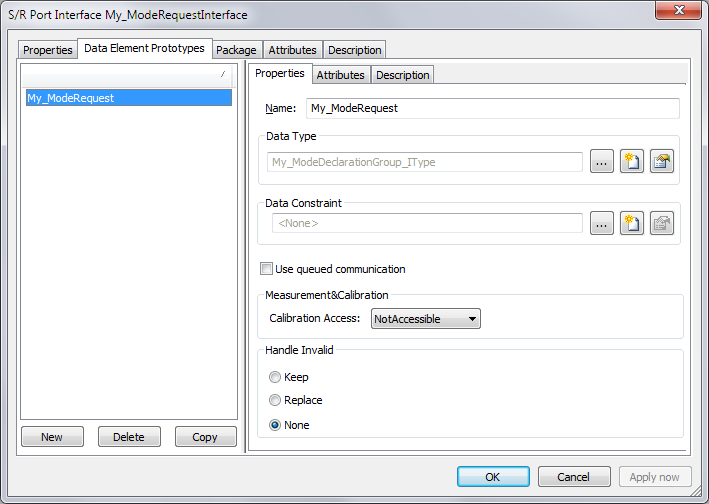 S/R Port Interface My_ModeRequestInterface
Properties Data Element Prototypes Package Attributes Description
My_ModeRequest
New Delete Copy
Properties Attributes Description
Name: My_ModeRequest
Data Type
My_ModeDeclarationGroup_IType ...
Data Constraint
<None> ...
Use queued communication
Measurement&Calibration
Calibration Access: NotAccessible
Handle Invalid
Keep
Replace
None
OK Cancel Apply now